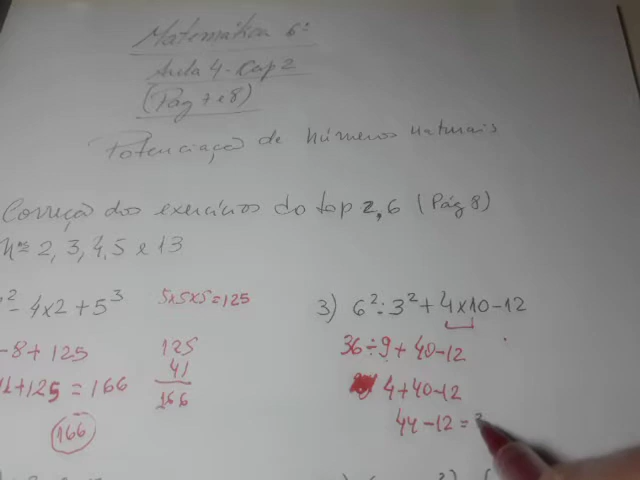 Matemática 6º
Aula 4 - Cap 2
(Pág 7 e 8)
Potenciação de números naturais
Correção dos exercícios do top 2,6 (Pág 8)
nº 2, 3, 4, 5 e 13
² - 4x2 + 5³
5x5x5=125
- 8 + 125
125
41
+125 = 166
166
166
3) 6² ÷ 3² + 4x10 - 12
36 ÷ 9 + 40 - 12
4 + 40 - 12
44 - 12 = 3